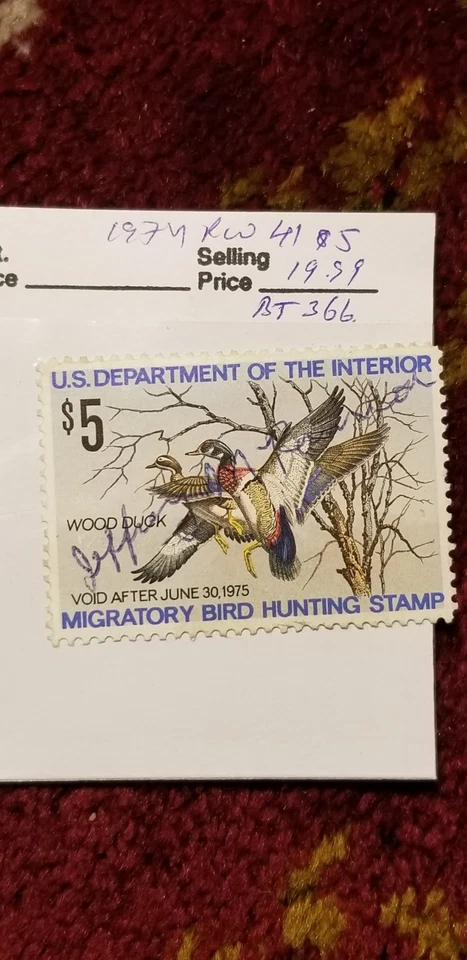 1974 RW 41 $5
t. Selling
ce Price 19.99
BT 366.
U.S. DEPARTMENT OF THE INTERIOR
$5
WOOD DUCK
VOID AFTER JUNE 30, 1975
MIGRATORY BIRD HUNTING STAMP